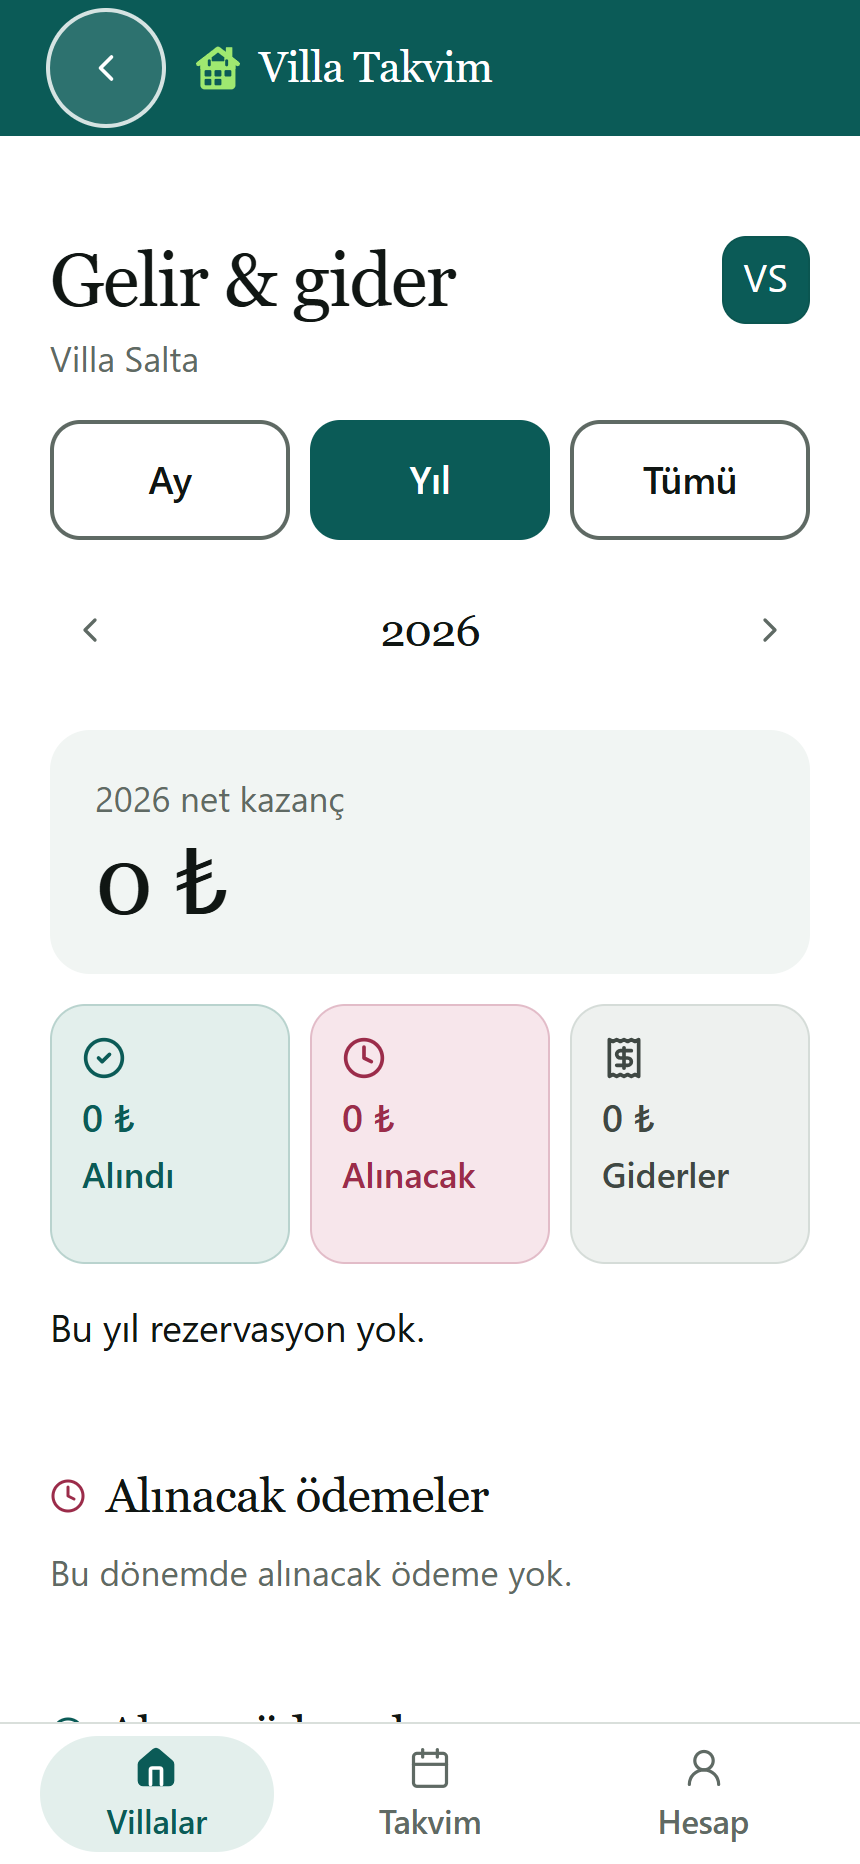 Villa Takvim
Gelir & gider
VS
Villa Salta
Ay
Yıl
Tümü
2026
2026 net kazanç
0 ₺
0 ₺
Alındı
0 ₺
Alınacak
0 ₺
Giderler
Bu yıl rezervasyon yok.
Alınacak ödemeler
Bu dönemde alınacak ödeme yok.
Villalar
Takvim
Hesap